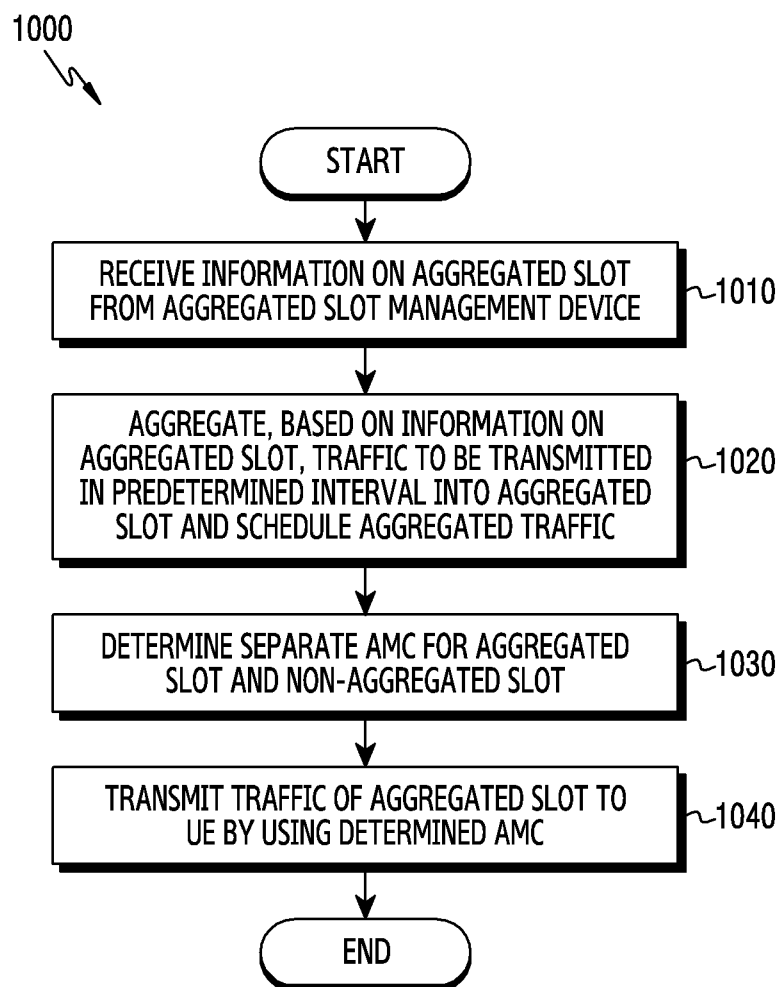 1000
START
RECEIVE INFORMATION ON AGGREGATED SLOT
FROM AGGREGATED SLOT MANAGEMENT DEVICE
1010
AGGREGATE, BASED ON INFORMATION ON
AGGREGATED SLOT, TRAFFIC TO BE TRANSMITTED
IN PREDETERMINED INTERVAL INTO AGGREGATED
SLOT AND SCHEDULE AGGREGATED TRAFFIC
1020
DETERMINE SEPARATE AMC FOR AGGREGATED
SLOT AND NON-AGGREGATED SLOT
1030
TRANSMIT TRAFFIC OF AGGREGATED SLOT TO
UE BY USING DETERMINED AMC
1040
END